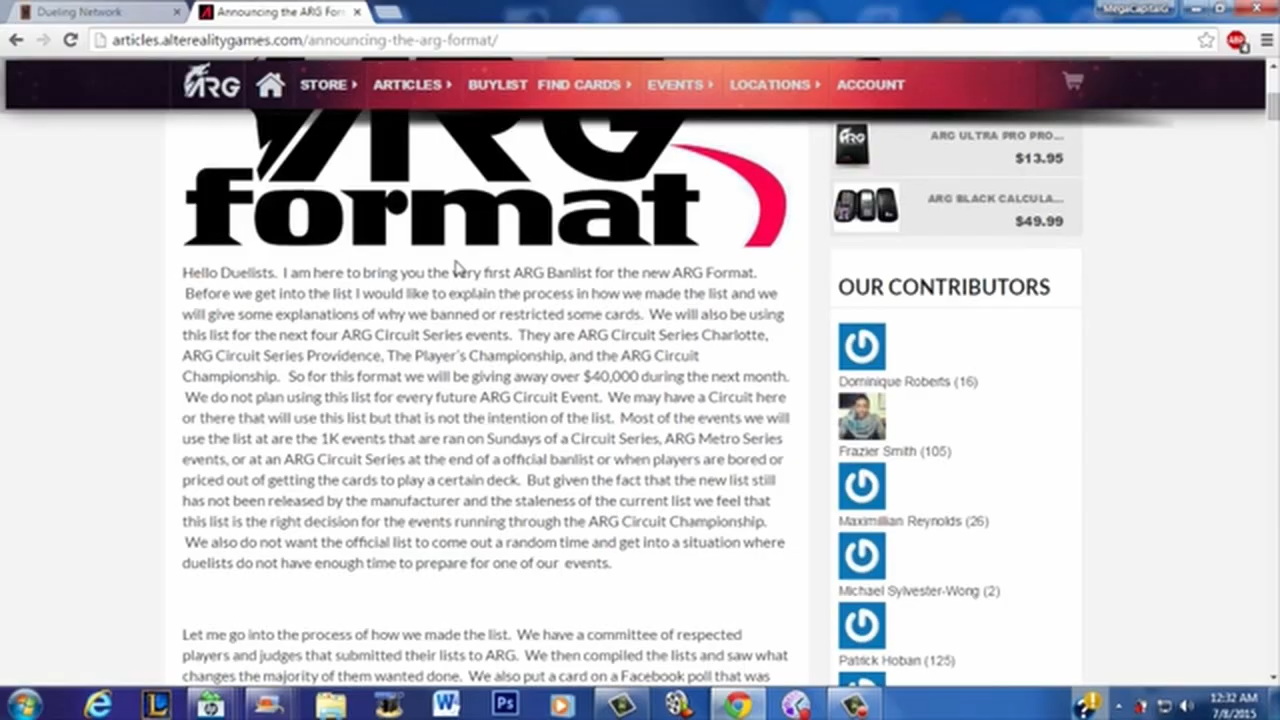 Dueling Network
Announcing the ARG For
MegaCapitalG
articles.alterealitygames.com/announcing-the-arg-format/
ABP
ARG
STORE
ARTICLES
BUYLIST
FIND CARDS
EVENTS
LOCATIONS
ACCOUNT
ARG
format
ARG ULTRA PRO PRO...
$13.95
ARG BLACK CALCULA...
$49.99
Hello Duelists. I am here to bring you the very first ARG Banlist for the new ARG Format.
Before we get into the list I would like to explain the process in how we made the list and we
will give some explanations of why we banned or restricted some cards. We will also be using
this list for the next four ARG Circuit Series events. They are ARG Circuit Series Charlotte,
ARG Circuit Series Providence, The Player's Championship, and the ARG Circuit
Championship. So for this format we will be giving away over $40,000 during the next month.
We do not plan using this list for every future ARG Circuit Event. We may have a Circuit here
or there that will use this list but that is not the intention of the list. Most of the events we will
use the list at are the 1K events that are ran on Sundays of a Circuit Series, ARG Metro Series
events, or at an ARG Circuit Series at the end of a official banlist or when players are bored or
priced out of getting the cards to play a certain deck. But given the fact that the new list still
has not been released by the manufacturer and the staleness of the current list we feel that
this list is the right decision for the events running through the ARG Circuit Championship.
We also do not want the official list to come out a random time and get into a situation where
duelists do not have enough time to prepare for one of our events.
Let me go into the process of how we made the list. We have a committee of respected
players and judges that submitted their lists to ARG. We then compiled the lists and saw what
changes the majority of them wanted done. We also put a card on a Facebook poll that was
OUR CONTRIBUTORS
Dominique Roberts (16)
Frazier Smith (105)
Maximillian Reynolds (26)
Michael Sylvester-Wong (2)
Patrick Hoban (125)
12:32 AM
7/8/2015